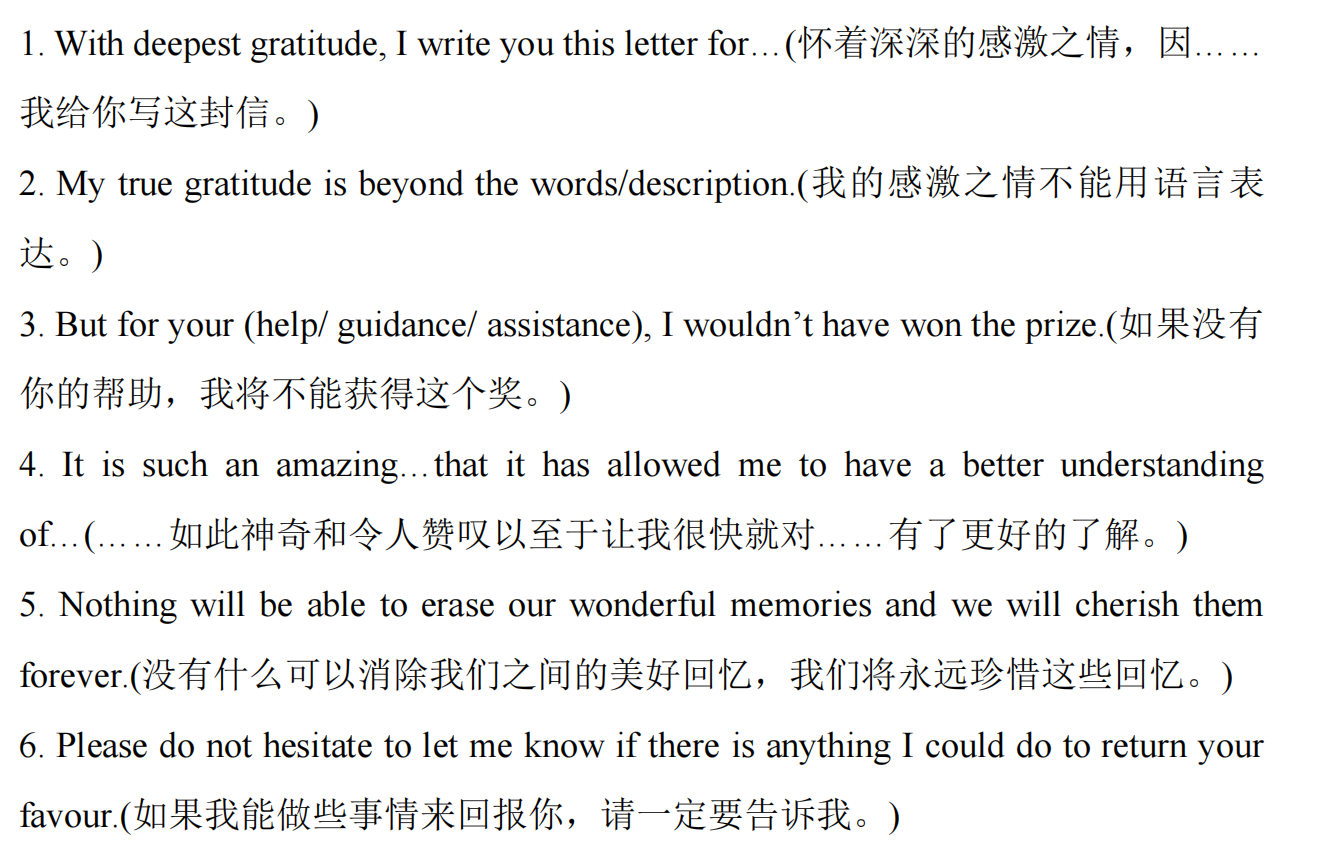 1. With deepest gratitude, I write you this letter for…(怀着深深的感激之情，因……
我给你写这封信。)
2. My true gratitude is beyond the words/description.(我的感激之情不能用语言表
达。)
3. But for your (help/ guidance/ assistance), I wouldn’t have won the prize.(如果没有
你的帮助，我将不能获得这个奖。)
4. It is such an amazing…that it has allowed me to have a better understanding
of…(……如此神奇和令人赞叹以至于让我很快就对……有了更好的了解。)
5. Nothing will be able to erase our wonderful memories and we will cherish them
forever.(没有什么可以消除我们之间的美好回忆，我们将永远珍惜这些回忆。)
6. Please do not hesitate to let me know if there is anything I could do to return your
favour.(如果我能做些事情来回报你，请一定要告诉我。)